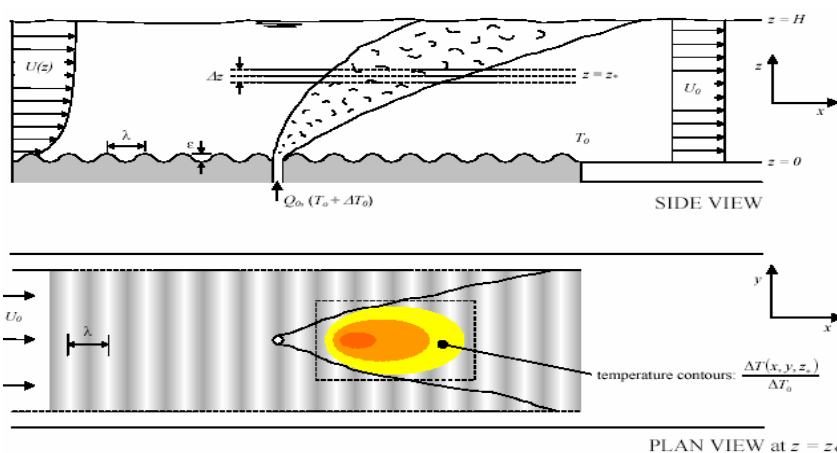 z = H
U(z)
Δz
z = z*
z
U₀
x
λ
ε
T₀
z=0
Q₀, (T₀ + ΔT₀)
SIDE VIEW
y
U₀
λ
x
temperature contours: ΔT(x, y, z*)
ΔT₀
PLAN VIEW at z = z*